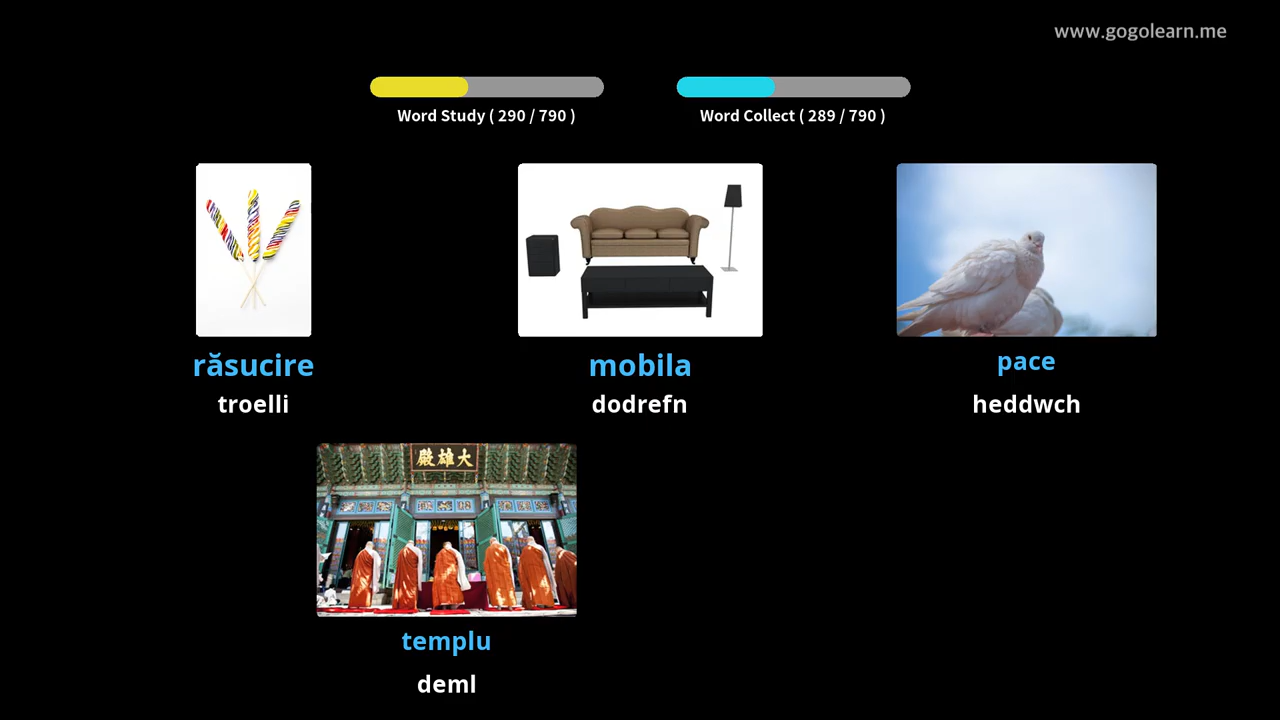 www.gogolearn.me
Word Study ( 290 / 790 )
Word Collect ( 289 / 790 )
răsucire
mobila
pace
troelli
dodrefn
heddwch
殿雄大
templu
deml